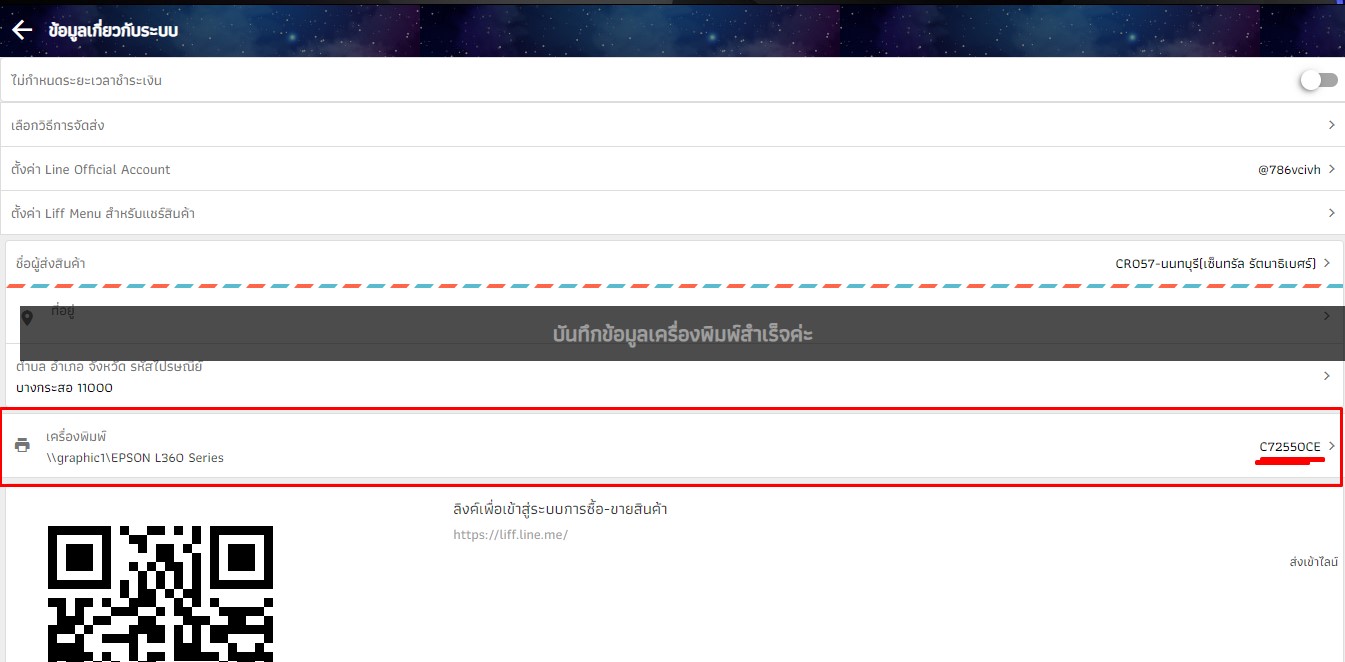 ข้อมูลเกี่ยวกับระบบ
ไม่กำหนดระยะเวลาชำระเงิน
เลือกวิธีการจัดส่ง
ตั้งค่า Line Official Account @786vcivh
ตั้งค่า Liff Menu สำหรับแชร์สินค้า
ชื่อผู้ส่งสินค้า CR057-นนทบุรี(เซ็นทรัล รัตนาธิเบศร์)
ที่อยู่
บันทึกข้อมูลเครื่องพิมพ์สำเร็จค่ะ
ตำบล อำเภอ จังหวัด รหัสไปรษณีย์
บางกระสอ 11000
เครื่องพิมพ์
\\graphic1\EPSON L360 Series C72550CE
ลิงค์เพื่อเข้าสู่ระบบการซื้อ-ขายสินค้า
https://liff.line.me/
ส่งเข้าไลน์